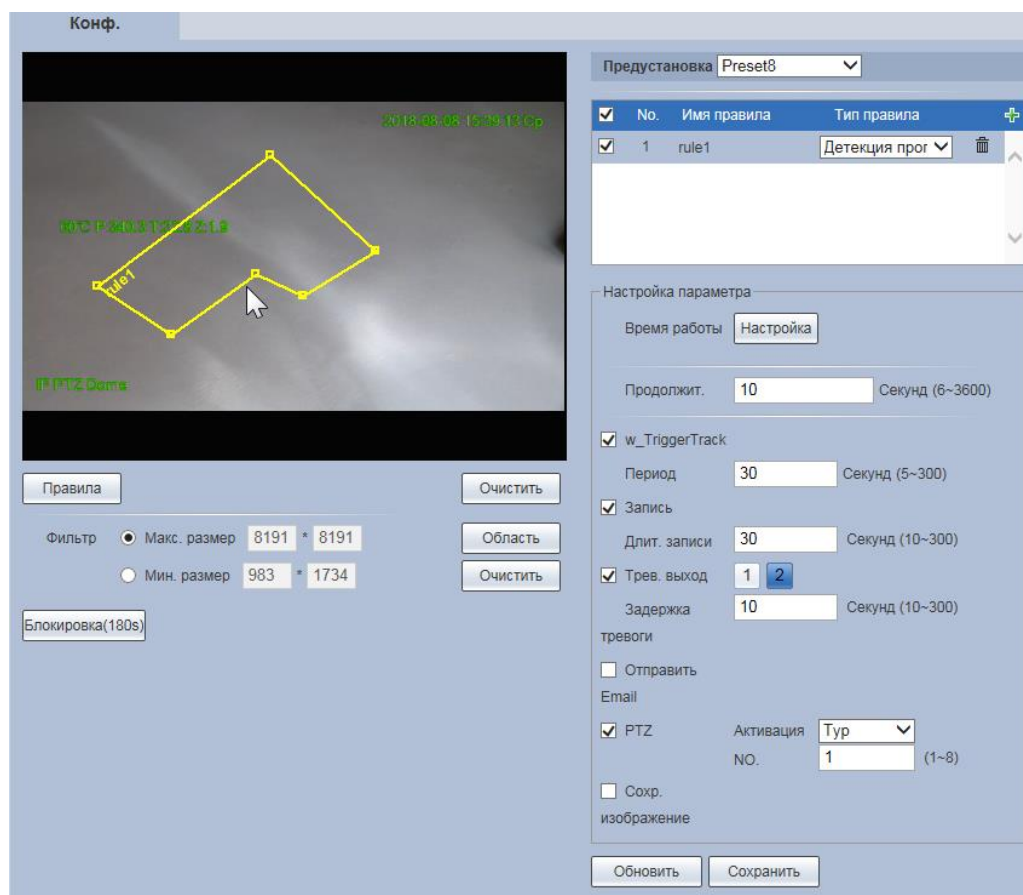 Конф.
2018-08-08 15:29:13 Ср
rule1
IP PTZ Dome
Правила
Очистить
Фильтр
Макс. размер
8191 * 8191
Область
Мин. размер
983 * 1734
Очистить
Блокировка(180s)
Предустановка Preset8
No. Имя правила Тип правила
1 rule1 Детекция прог
Настройка параметра
Время работы Настройка
Продолжит. 10 Секунд (6~3600)
w_TriggerTrack
Период 30 Секунд (5~300)
Запись
Длит. записи 30 Секунд (10~300)
Трев. выход 1 2
Задержка 10 Секунд (10~300)
тревоги
Отправить
Email
PTZ Активация Тур
NO. 1 (1~8)
Сохр.
изображение
Обновить Сохранить